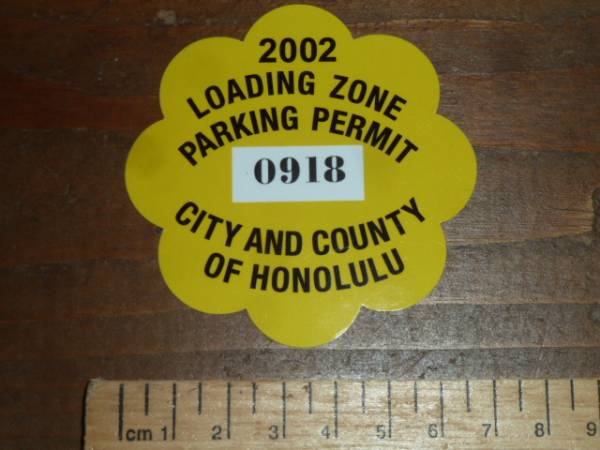 2002
LOADING ZONE
PARKING PERMIT
0918
CITY AND COUNTY
OF HONOLULU
cm 1 2 3 4 5 6 7 8 9